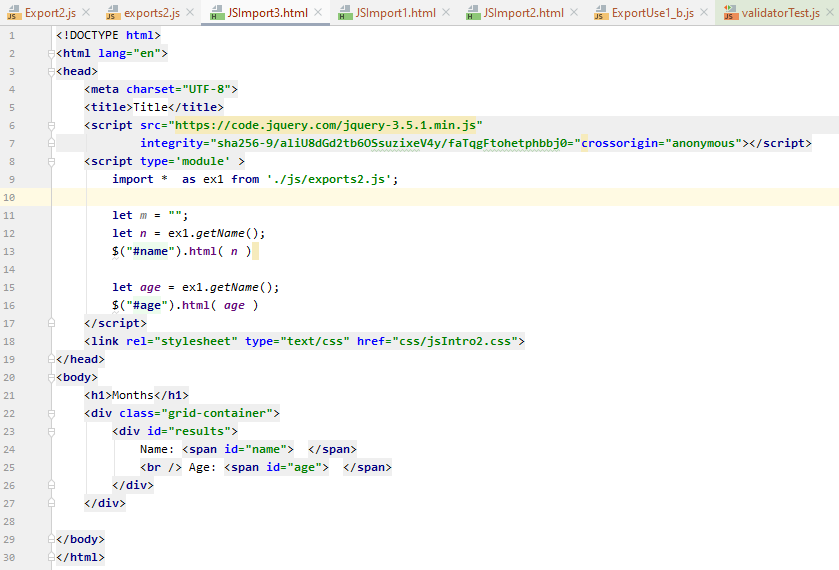 Export2.js exports2.js JSImport3.html JSImport1.html JSImport2.html ExportUse1_b.js validatorTest.js
1 <!DOCTYPE html>
2 <html lang="en">
3 <head>
4 <meta charset="UTF-8">
5 <title>Title</title>
6 <script src="https://code.jquery.com/jquery-3.5.1.min.js"
7 integrity="sha256-9/aliU8dGd2tb6OSsuzixeV4y/faTqgFtohetphbbj0="crossorigin="anonymous"></script>
8 <script type='module' >
9 import * as ex1 from './js/exports2.js';
10
11 let m = "";
12 let n = ex1.getName();
13 $("#name").html( n )
14
15 let age = ex1.getName();
16 $("#age").html( age )
17 </script>
18 <link rel="stylesheet" type="text/css" href="css/jsIntro2.css">
19 </head>
20 <body>
21 <h1>Months</h1>
22 <div class="grid-container">
23 <div id="results">
24 Name: <span id="name"> </span>
25 <br /> Age: <span id="age"> </span>
26 </div>
27 </div>
28
29 </body>
30 </html>